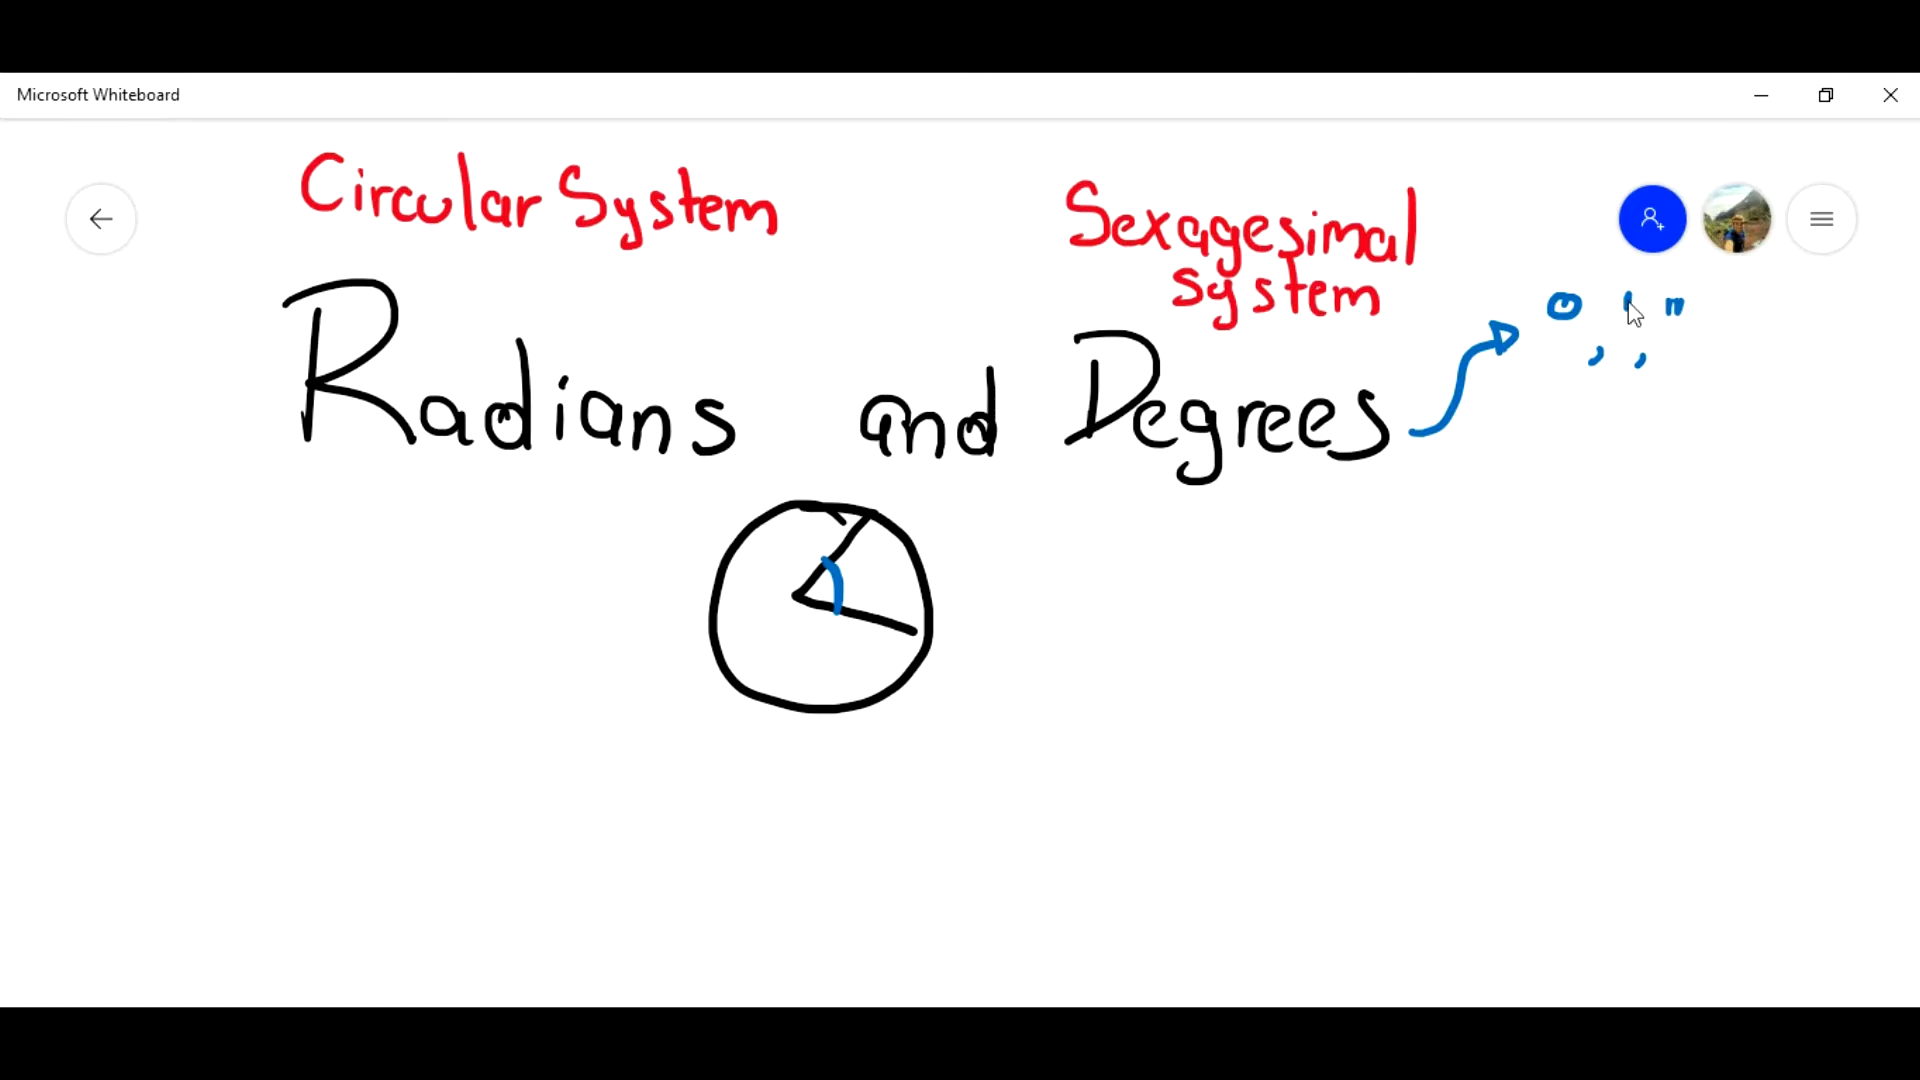 Microsoft Whiteboard
Circular System
Sexagesimal
system
Radians and Degrees
° , ' , "